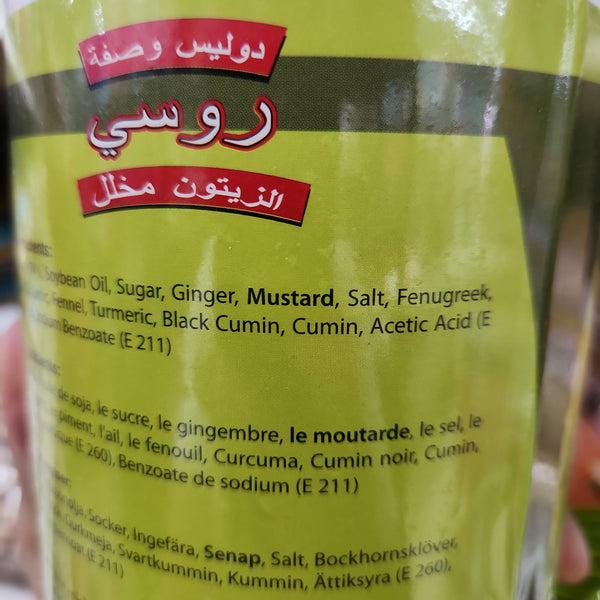 دوليس وصفة
روسي
الزيتون مخلل
Soybean Oil, Sugar, Ginger, Mustard, Salt, Fenugreek,
Fennel, Turmeric, Black Cumin, Cumin, Acetic Acid (E
Benzoate (E 211)
de soja, le sucre, le gingembre, le moutarde, le sel, le
piment, l'ail, le fenouil, Curcuma, Cumin noir, Cumin,
(E 260), Benzoate de sodium (E 211)
Socker, Ingefära, Senap, Salt, Bockhornsklöver,
Gurkmeja, Svartkummin, Kummin, Ättiksyra (E 260),
(E 211)